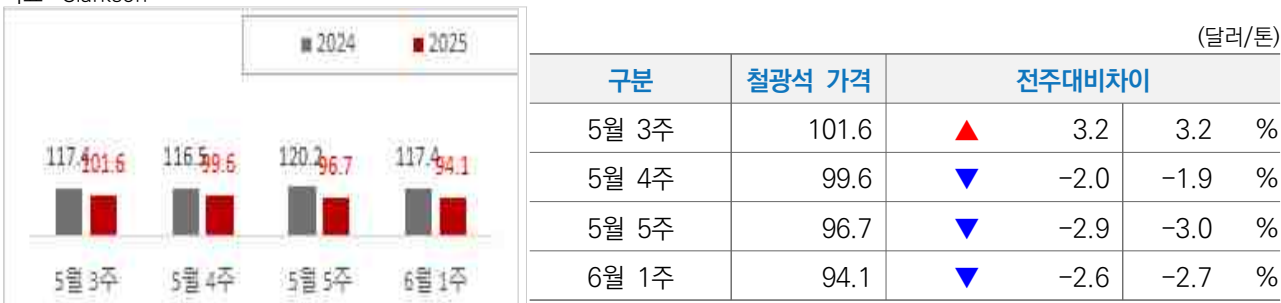 ■ 2024 ■ 2025
117.4 101.6 116.5 99.6 120.2 96.7 117.4 94.1
5월 3주 5월 4주 5월 5주 6월 1주
(달러/톤)
구분 철광석 가격 전주대비차이
5월 3주 101.6 ▲ 3.2 3.2 %
5월 4주 99.6 ▼ -2.0 -1.9 %
5월 5주 96.7 ▼ -2.9 -3.0 %
6월 1주 94.1 ▼ -2.6 -2.7 %